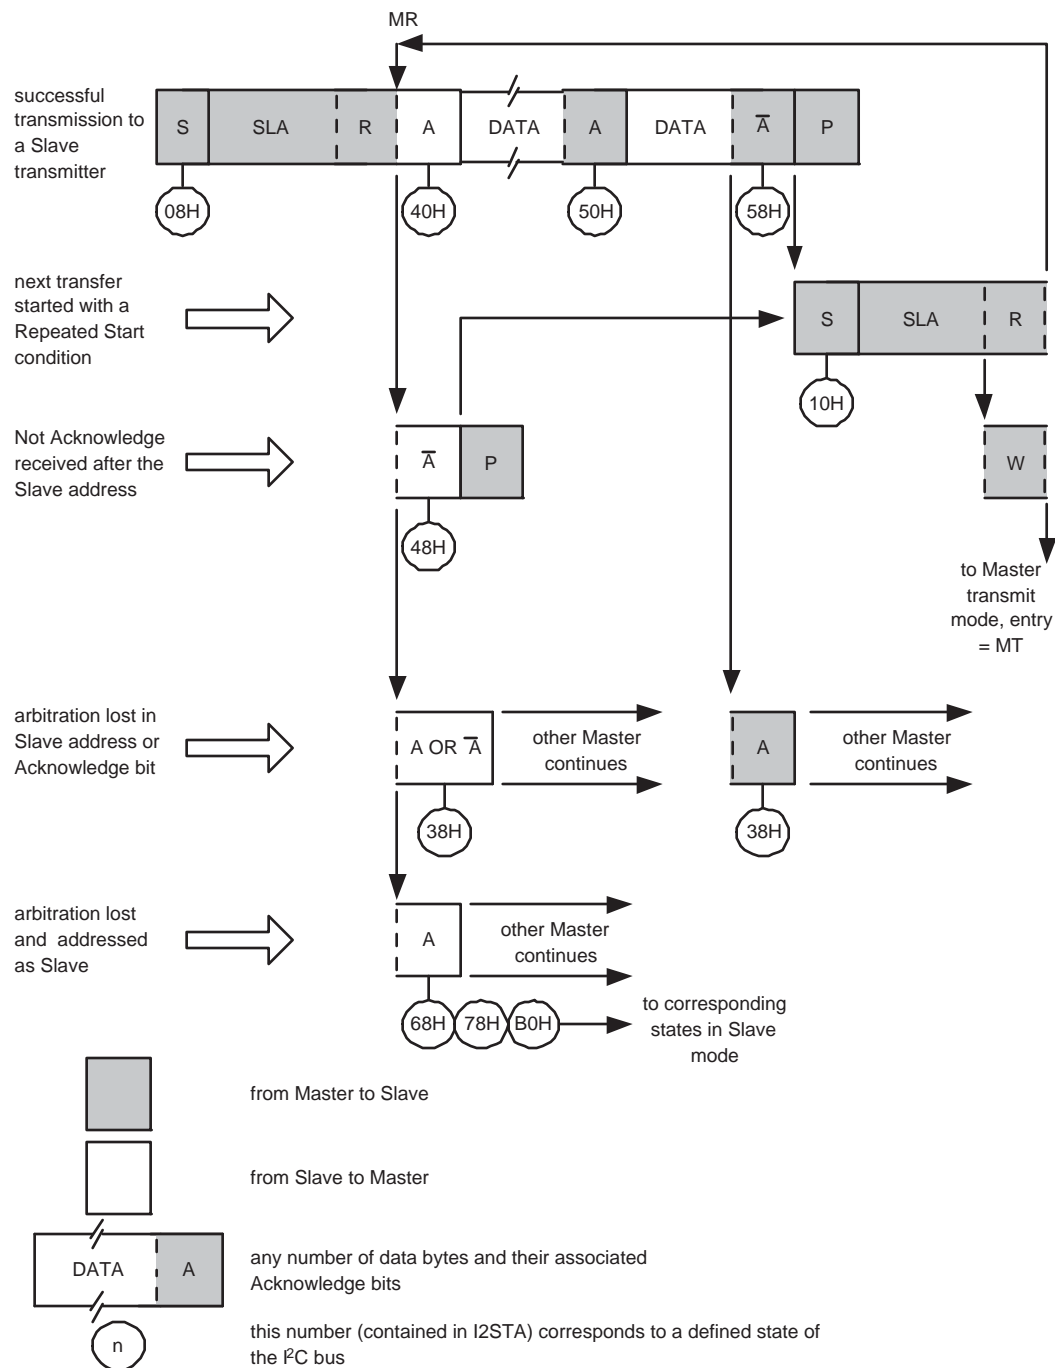 MR
successful
transmission to
a Slave
transmitter
S SLA R A DATA A DATA A̅ P
08H 40H 50H 58H
next transfer
started with a
Repeated Start
condition
S SLA R
10H
Not Acknowledge
received after the
Slave address
A̅ P W
48H
to Master
transmit
mode, entry
= MT
arbitration lost in
Slave address or
Acknowledge bit
A OR A̅
other Master
continues
A
other Master
continues
38H 38H
arbitration lost
and addressed
as Slave
A
other Master
continues
68H 78H B0H
to corresponding
states in Slave
mode
from Master to Slave
from Slave to Master
DATA A
any number of data bytes and their associated
Acknowledge bits
n
this number (contained in I2STA) corresponds to a defined state of
the I²C bus